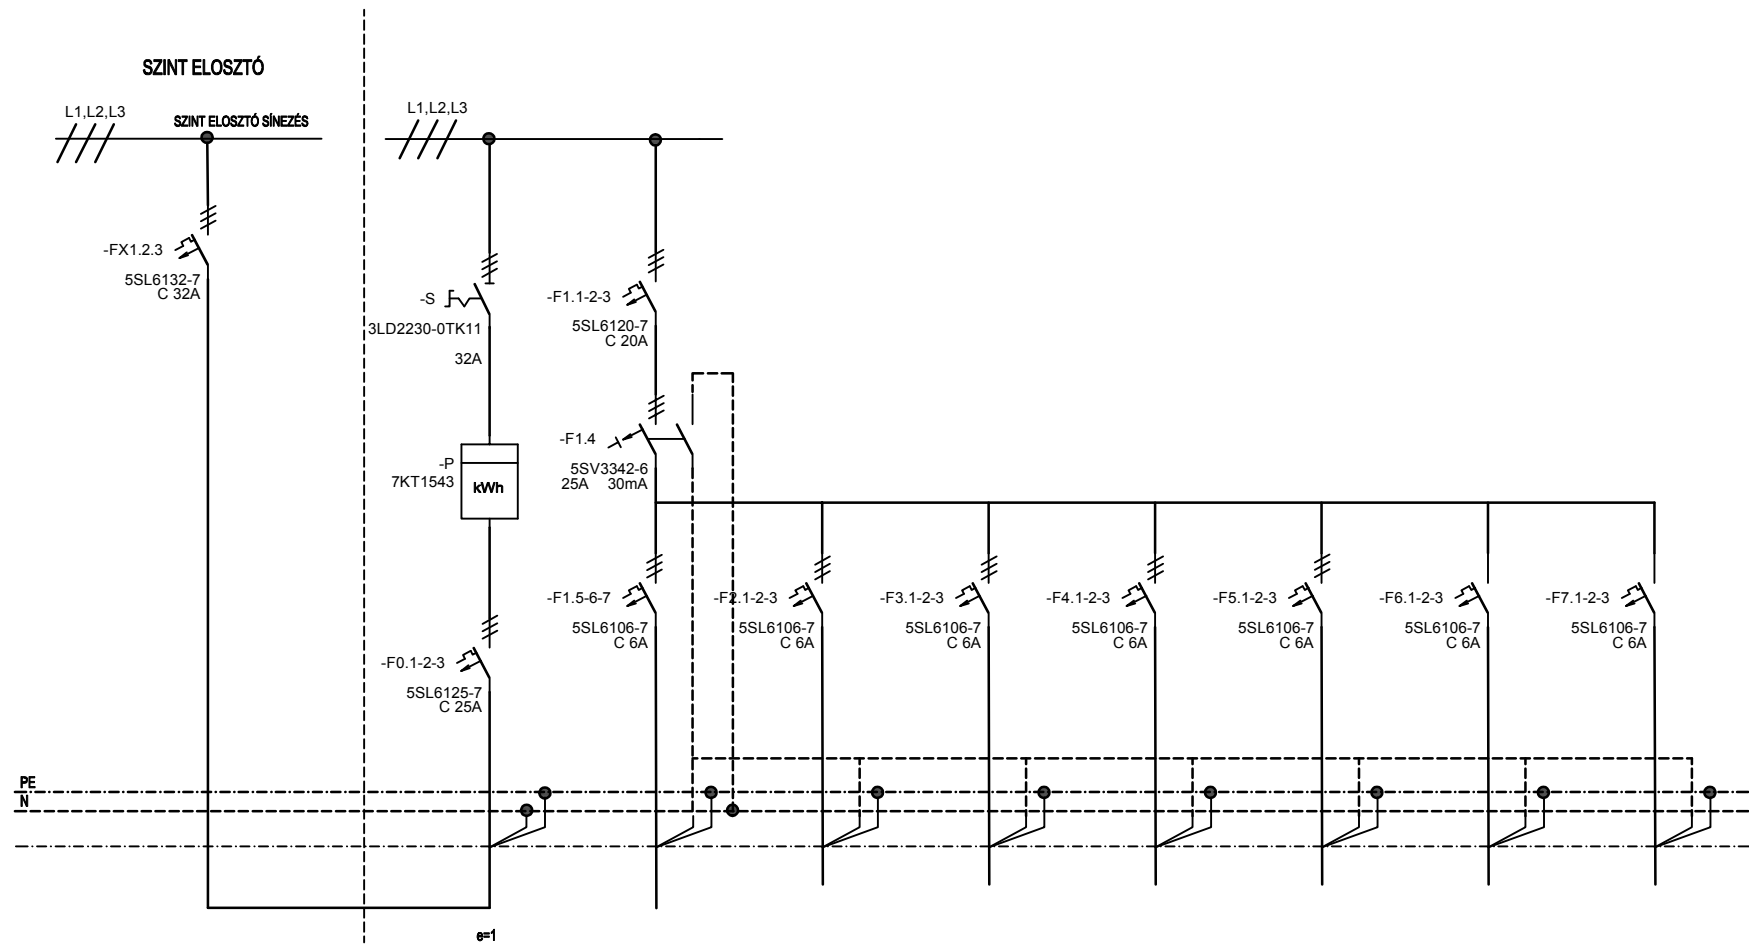 SZINT ELOSZTÓ
L1,L2,L3
SZINT ELOSZTÓ SÍNEZÉS
L1,L2,L3
-FX1.2.3
5SL6132-7
C 32A
-S
3LD2230-0TK11
32A
-F1.1-2-3
5SL6120-7
C 20A
-P
7KT1543
kWh
-F1.4
5SV3342-6
25A 30mA
-F0.1-2-3
5SL6125-7
C 25A
-F1.5-6-7
5SL6106-7
C 6A
-F2.1-2-3
5SL6106-7
C 6A
-F3.1-2-3
5SL6106-7
C 6A
-F4.1-2-3
5SL6106-7
C 6A
-F5.1-2-3
5SL6106-7
C 6A
-F6.1-2-3
5SL6106-7
C 6A
-F7.1-2-3
5SL6106-7
C 6A
PE
N
e=1